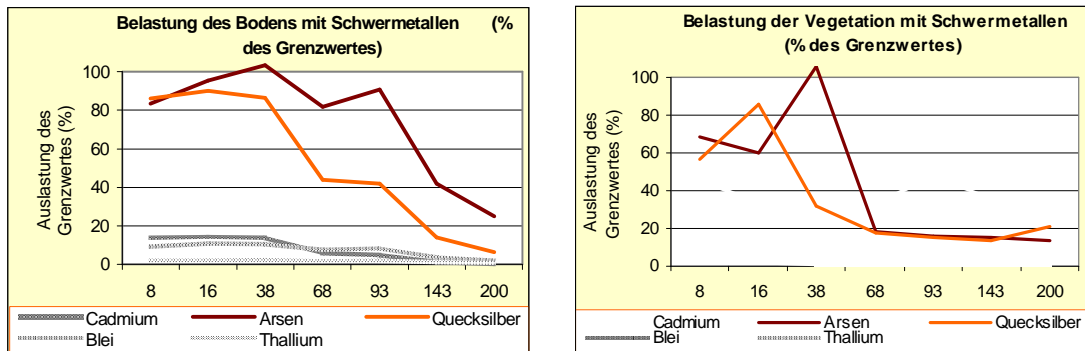 Belastung des Bodens mit Schwermetallen (%
des Grenzwertes)
Auslastung des
Grenzwertes (%)
100
80
60
40
20
0
8 16 38 68 93 143 200
Cadmium Arsen Quecksilber
Blei Thallium
Belastung der Vegetation mit Schwermetallen
(% des Grenzwertes)
Auslastung des
Grenzwertes (%)
100
80
60
40
20
0
8 16 38 68 93 143 200
Cadmium Arsen Quecksilber
Blei Thallium